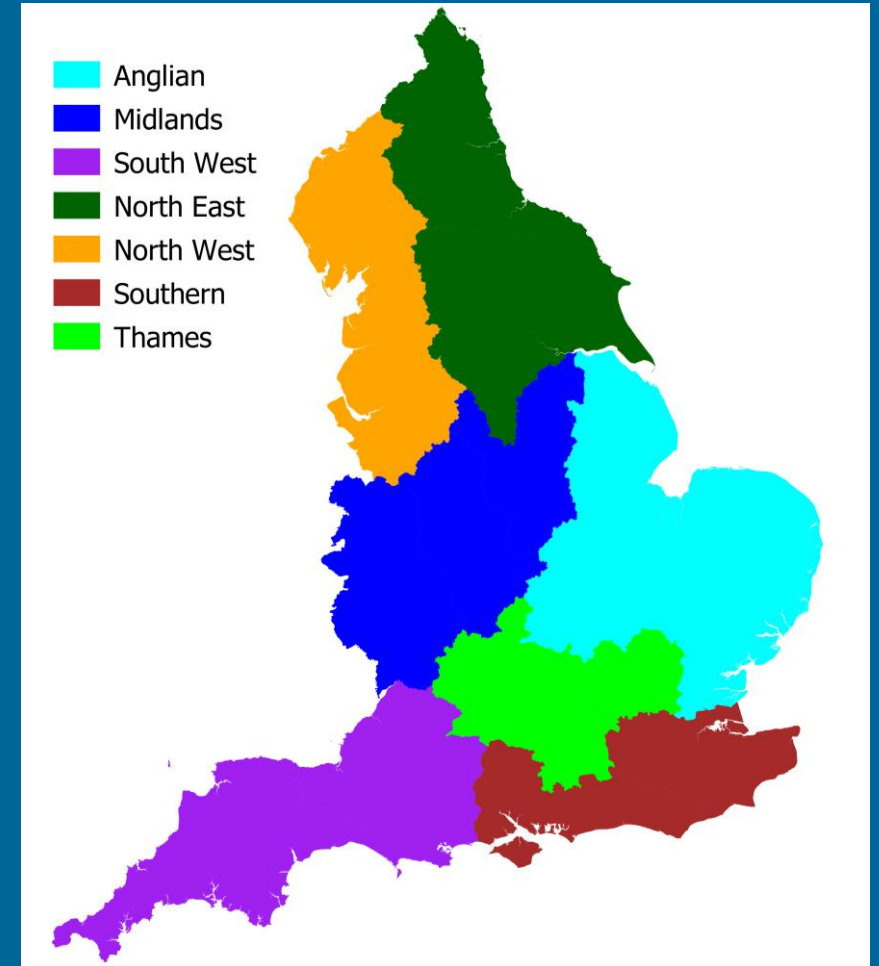 Anglian
Midlands
South West
North East
North West
Southern
Thames